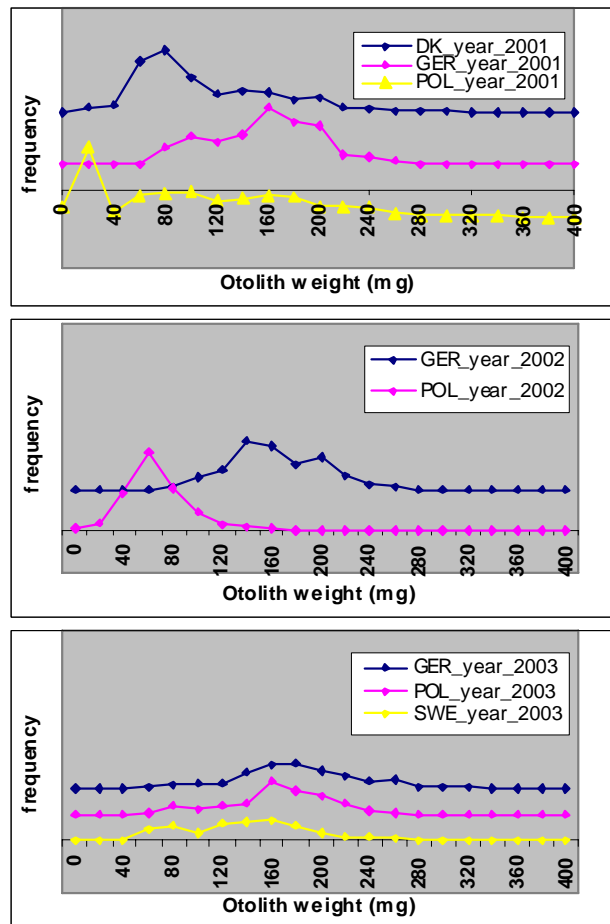 DK_year_2001
GER_year_2001
POL_year_2001
frequency
0 40 80 120 160 200 240 280 320 360 400
Otolith weight (mg)
GER_year_2002
POL_year_2002
frequency
0 40 80 120 160 200 240 280 320 360 400
Otolith weight (mg)
GER_year_2003
POL_year_2003
SWE_year_2003
frequency
0 40 80 120 160 200 240 280 320 360 400
Otolith weight (mg)